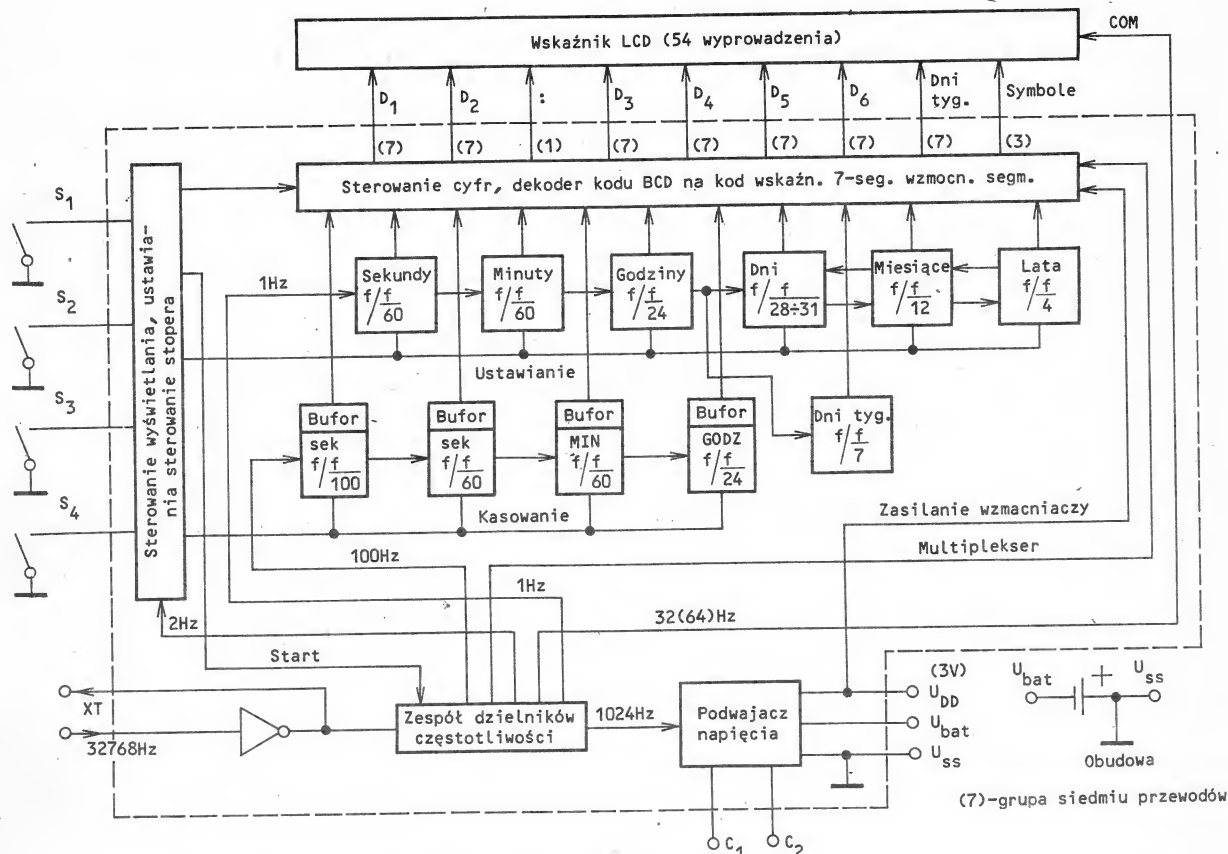 COM
Wskaźnik LCD (54 wyprowadzenia)
D1
D2
:
D3
D4
D5
D6
Dni
tyg.
Symbole
(7)
(7)
(1)
(7)
(7)
(7)
(7)
(7)
(3)
Sterowanie cyfr, dekoder kodu BCD na kod wskaźn. 7-seg. wzmocn. segm.
S1
S2
S3
S4
Sterowanie wyświetlania, ustawia-
nia sterowanie stopera
1Hz
Sekundy
f/f/60
Minuty
f/f/60
Godziny
f/f/24
Dni
f/f/28÷31
Miesiące
f/f/12
Lata
f/f/4
Ustawianie
Bufor
sek
f/f/100
Bufor
sek
f/f/60
Bufor
MIN
f/f/60
Bufor
GODZ
f/f/24
Dni tyg.
f/f/7
Kasowanie
Zasilanie wzmacniaczy
100Hz
Multiplekser
1Hz
2Hz
32(64)Hz
Start
XT
32768Hz
Zespół dzielników
częstotliwości
1024Hz
Podwajacz
napięcia
(3V)
UDD
Ubat
Uss
Ubat
+
Uss
Obudowa
C1
C2
(7)-grupa siedmiu przewodów